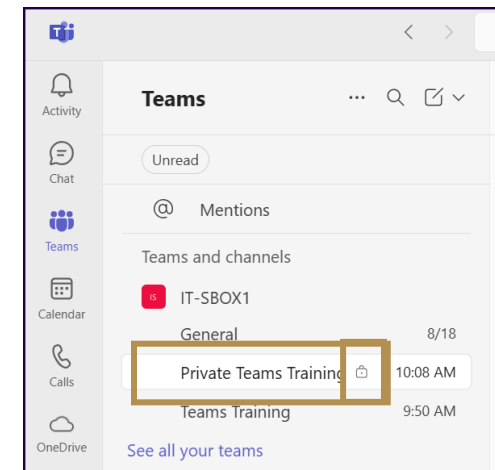 Activity
Chat
Teams
Calendar
Calls
OneDrive
Teams
Unread
@ Mentions
Teams and channels
IS IT-SBOX1
General 8/18
Private Teams Training 10:08 AM
Teams Training 9:50 AM
See all your teams